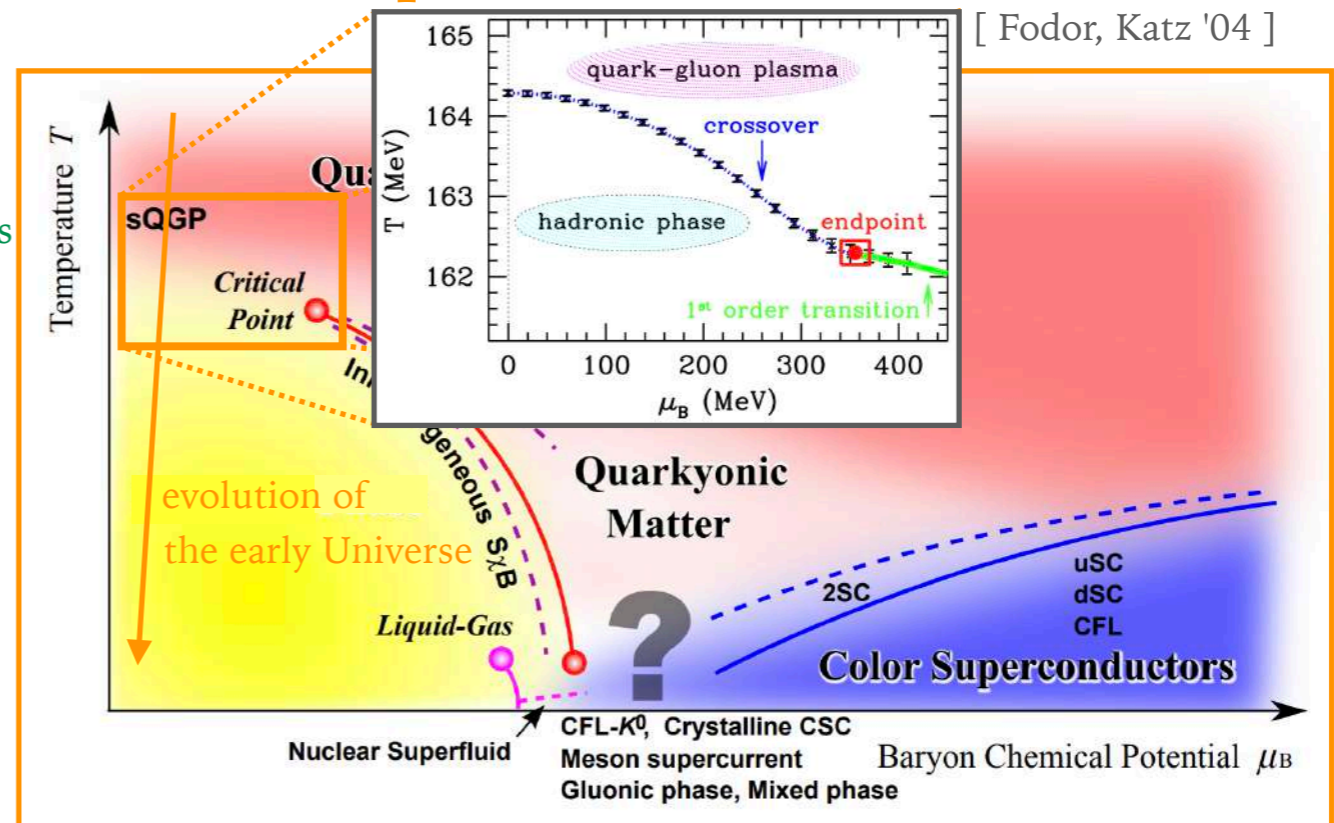 [ Fodor, Katz '04 ]
165
164
163
162
T (MeV)
quark-gluon plasma
crossover
hadronic phase
endpoint
1st order transition
0 100 200 300 400
μB (MeV)
Temperature T
s
sQGP
Critical
Point
geneous SχB
evolution of
the early Universe
Quarkyonic
Matter
?
Liquid-Gas
2SC
uSC
dSC
CFL
Color Superconductors
Nuclear Superfluid
CFL-K⁰, Crystalline CSC
Meson supercurrent
Gluonic phase, Mixed phase
Baryon Chemical Potential μB